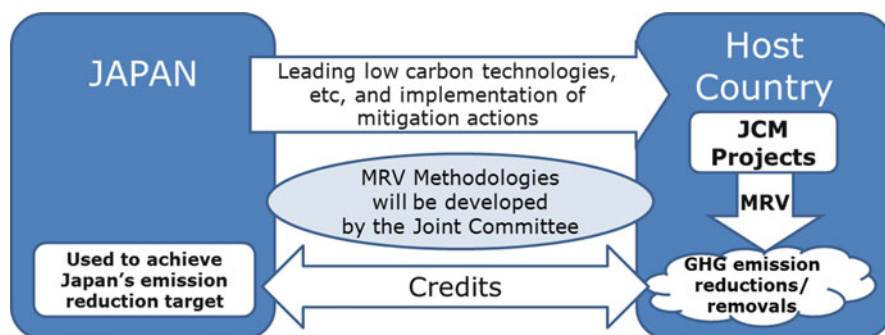 JAPAN
Leading low carbon technologies,
etc, and implementation of
mitigation actions
Host
Country
JCM
Projects
MRV
MRV Methodologies
will be developed
by the Joint Committee
Used to achieve
Japan's emission
reduction target
Credits
GHG emission
reductions/
removals